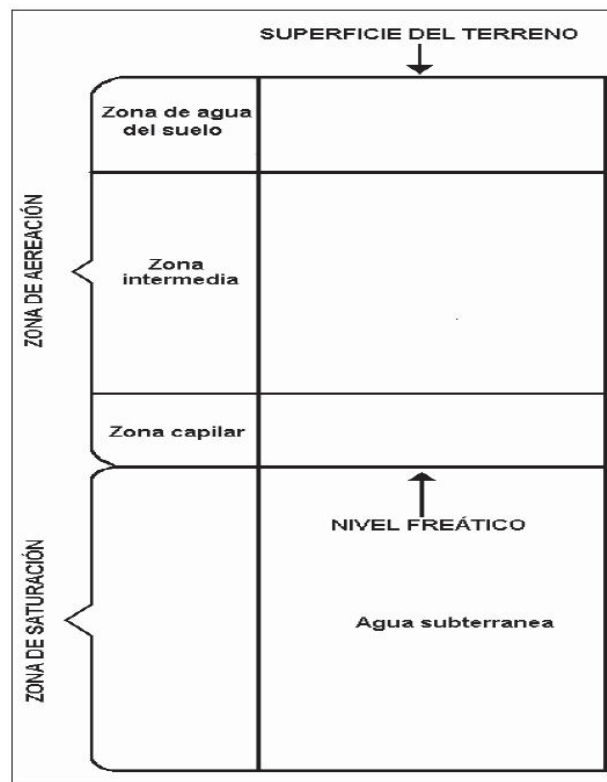 SUPERFICIE DEL TERRENO
Zona de agua
del suelo
ZONA DE AEREACIÓN
Zona
intermedia
Zona capilar
NIVEL FREÁTICO
ZONA DE SATURACIÓN
Agua subterranea